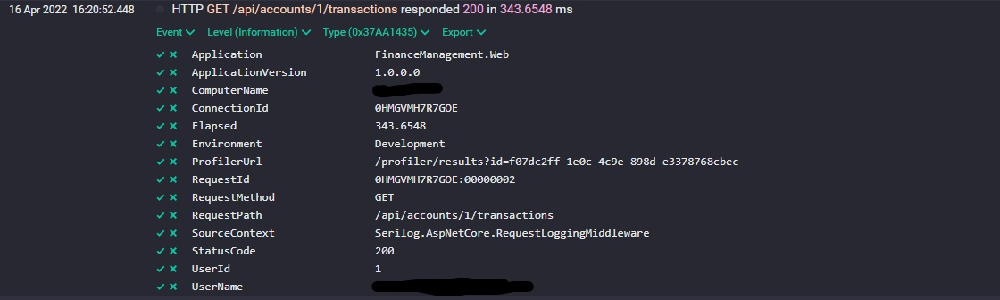 16 Apr 2022 16:20:52.448 HTTP GET /api/accounts/1/transactions responded 200 in 343.6548 ms
Event Level (Information) Type (0x37AA1435) Export
Application FinanceManagement.Web
ApplicationVersion 1.0.0.0
ComputerName
ConnectionId 0HMGVMH7R7GOE
Elapsed 343.6548
Environment Development
ProfilerUrl /profiler/results?id=f07dc2ff-1e0c-4c9e-898d-e3378768cbec
RequestId 0HMGVMH7R7GOE:00000002
RequestMethod GET
RequestPath /api/accounts/1/transactions
SourceContext Serilog.AspNetCore.RequestLoggingMiddleware
StatusCode 200
UserId 1
UserName